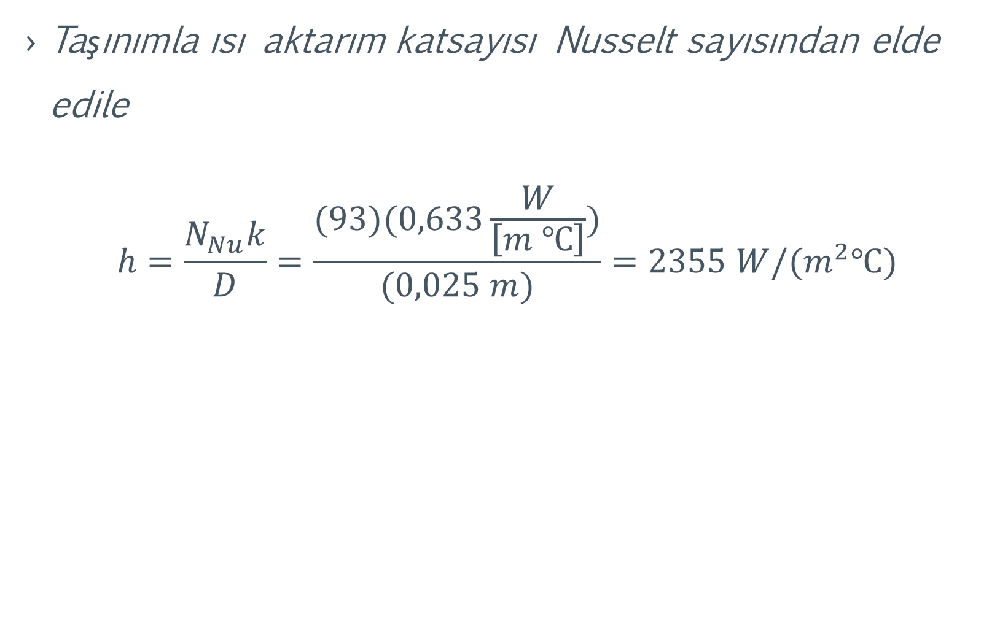 › Taşınımla ısı aktarım katsayısı Nusselt sayısından elde
edile
h = N_Nu k / D = (93)(0,633 W/[m °C]) / (0,025 m) = 2355 W/(m²°C)